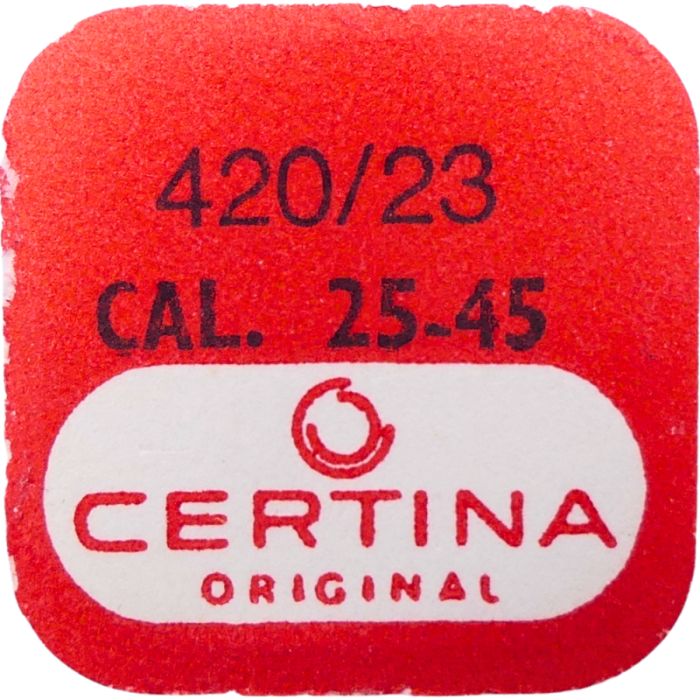 420/23
CAL. 25-45
CERTINA
ORIGINAL